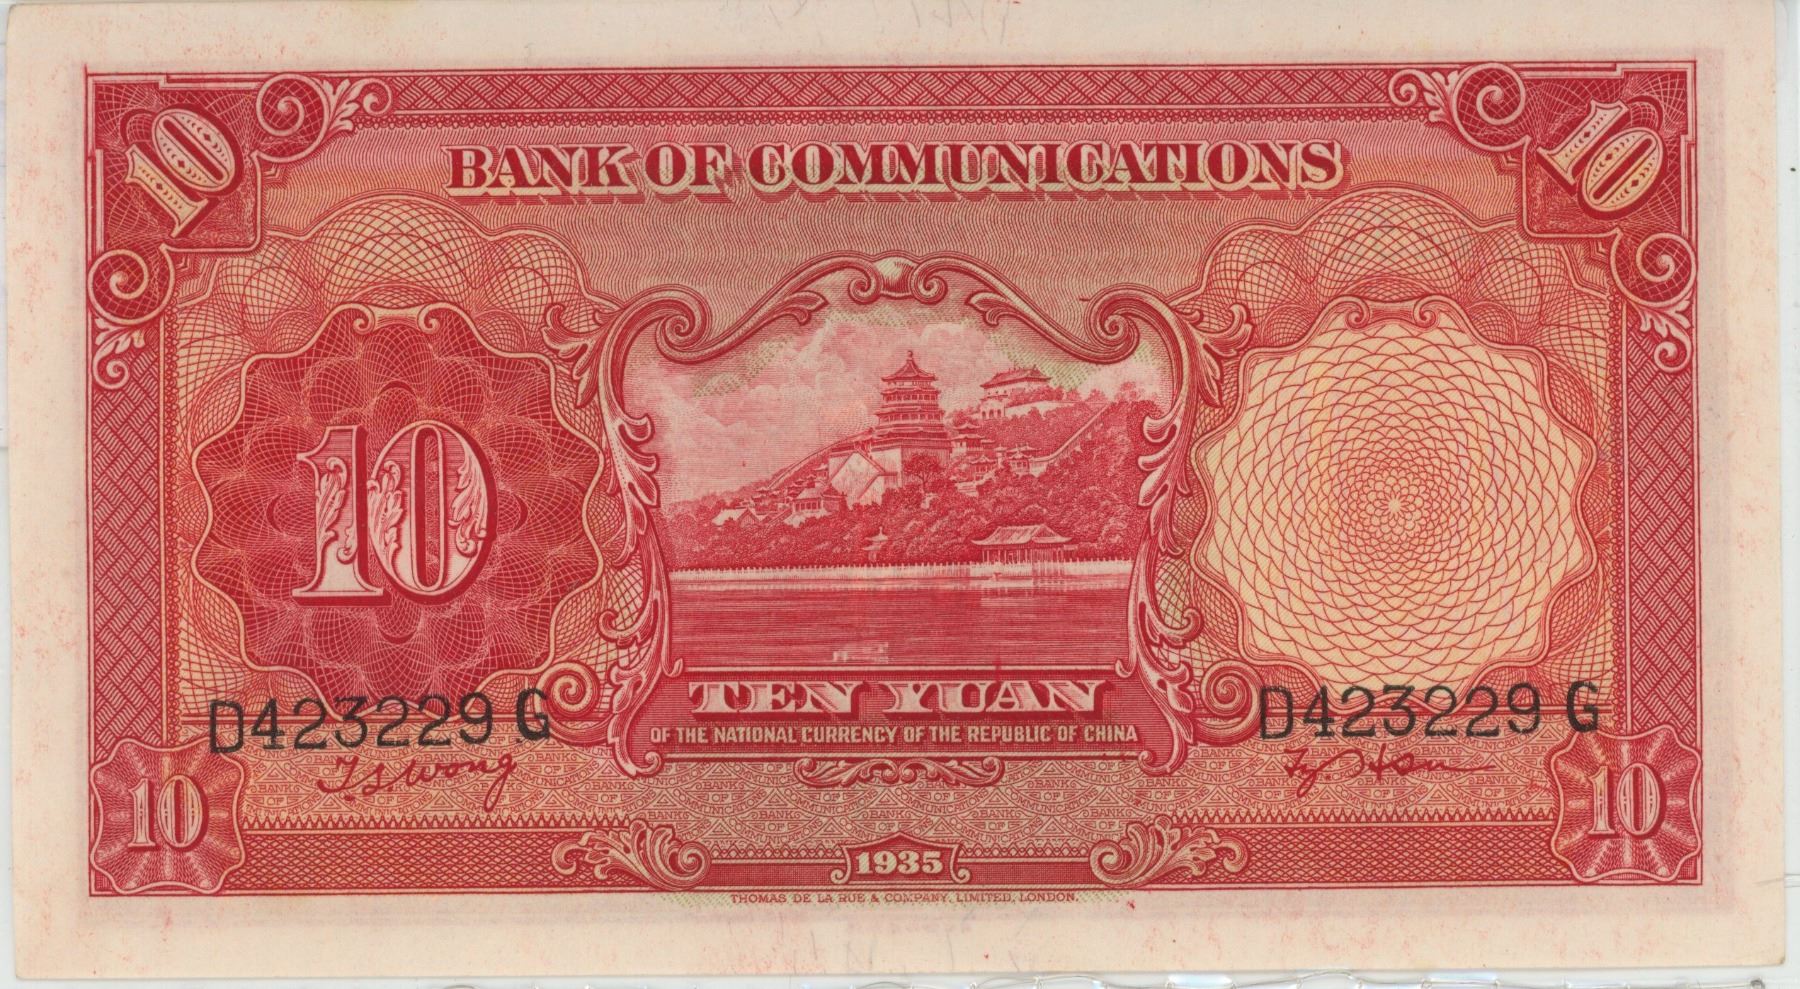 10 10
BANK OF COMMUNICATIONS
10
TEN YUAN
D423229 G D423229 G
OF THE NATIONAL CURRENCY OF THE REPUBLIC OF CHINA
T.S. Wong
10 10
1935
THOMAS DE LA RUE & COMPANY, LIMITED, LONDON.